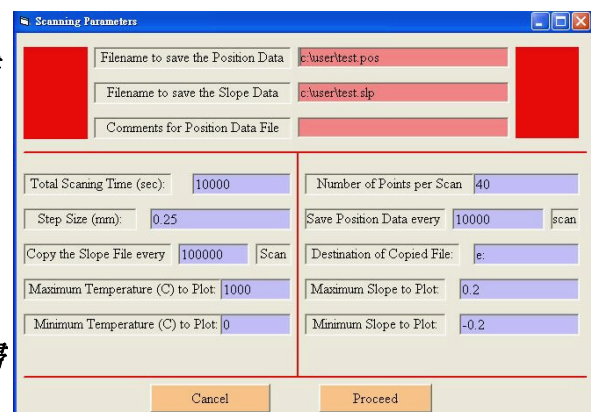 Scanning Parameters
Filename to save the Position Data c:\user\test.pos
Filename to save the Slope Data c:\user\test.slp
Comments for Position Data File
Total Scaning Time (sec): 10000
Number of Points per Scan 40
Step Size (mm): 0.25
Save Position Data every 10000 scan
Copy the Slope File every 100000 Scan
Destination of Copied File: e:
Maximum Temperature (C) to Plot: 1000
Maximum Slope to Plot: 0.2
Minimum Temperature (C) to Plot: 0
Minimum Slope to Plot: -0.2
Cancel Proceed